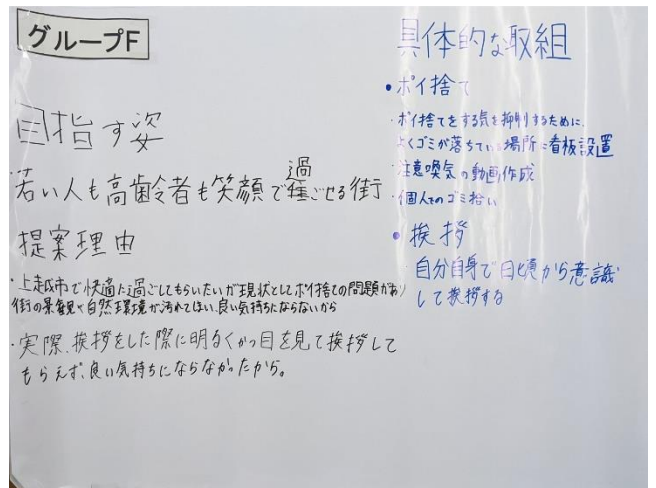 グループF
目指す姿
若い人も高齢者も笑顔で過ごせる街
提案理由
・上越市で快適に過ごしてもらいたいが現状としてポイ捨ての問題があり
街の景観や自然環境が汚れてしまい、良い気持ちにならないから
・実際、挨拶をした際に明るくかつ目を見て挨拶して
もらえず、良い気持ちにならなかったから。
具体的な取組
・ポイ捨て
・ポイ捨てをする気を抑制するために、
よくゴミが落ちている場所に看板設置
・注意喚起の動画作成
・個人でのゴミ拾い
・挨拶
自分自身で日頃から意識
して挨拶する